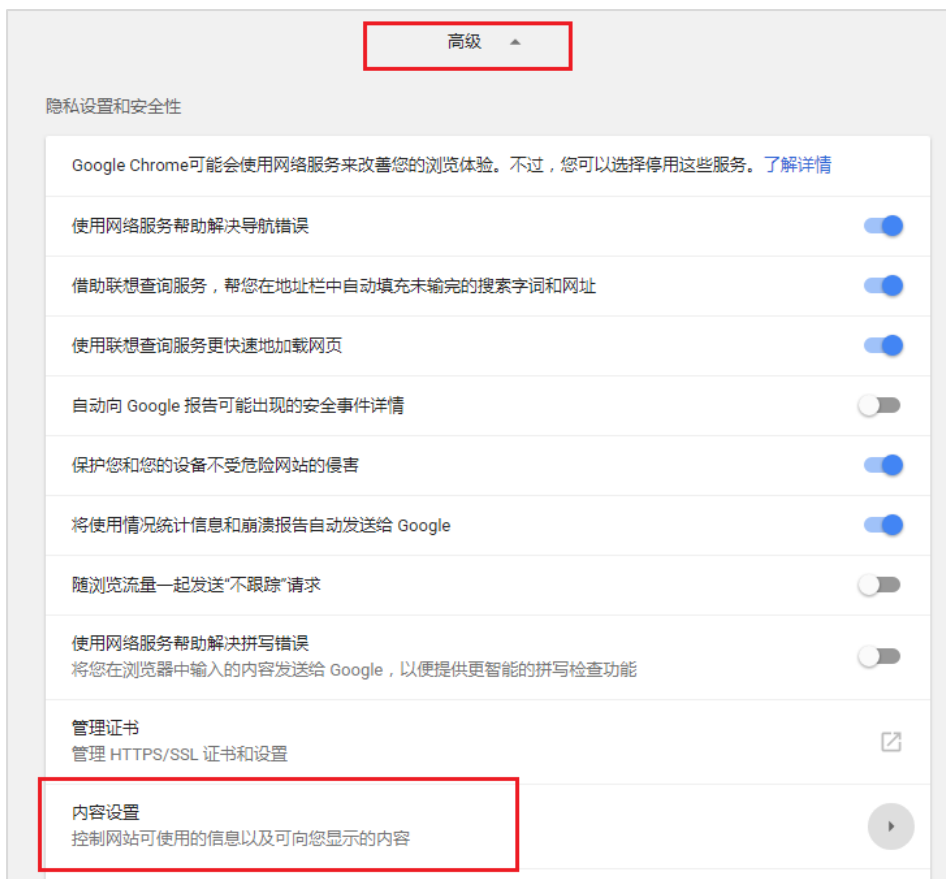 高级
隐私设置和安全性
Google Chrome可能会使用网络服务来改善您的浏览体验。不过，您可以选择停用这些服务。了解详情
使用网络服务帮助解决导航错误
借助联想查询服务，帮您在地址栏中自动填充未输完的搜索字词和网址
使用联想查询服务更快速地加载网页
自动向 Google 报告可能出现的安全事件详情
保护您和您的设备不受危险网站的侵害
将使用情况统计信息和崩溃报告自动发送给 Google
随浏览流量一起发送“不跟踪”请求
使用网络服务帮助解决拼写错误
将您在浏览器中输入的内容发送给 Google，以便提供更智能的拼写检查功能
管理证书
管理 HTTPS/SSL 证书和设置
内容设置
控制网站可使用的信息以及可向您显示的内容